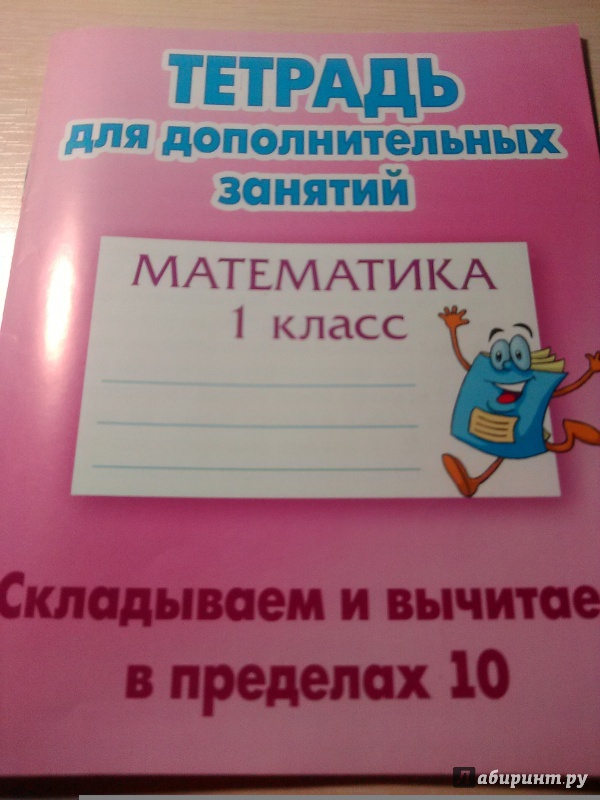 ТЕТРАДЬ
для дополнительных
занятий
МАТЕМАТИКА
1 класс
Складываем и вычитае
в пределах 10
Лабиринт.ру